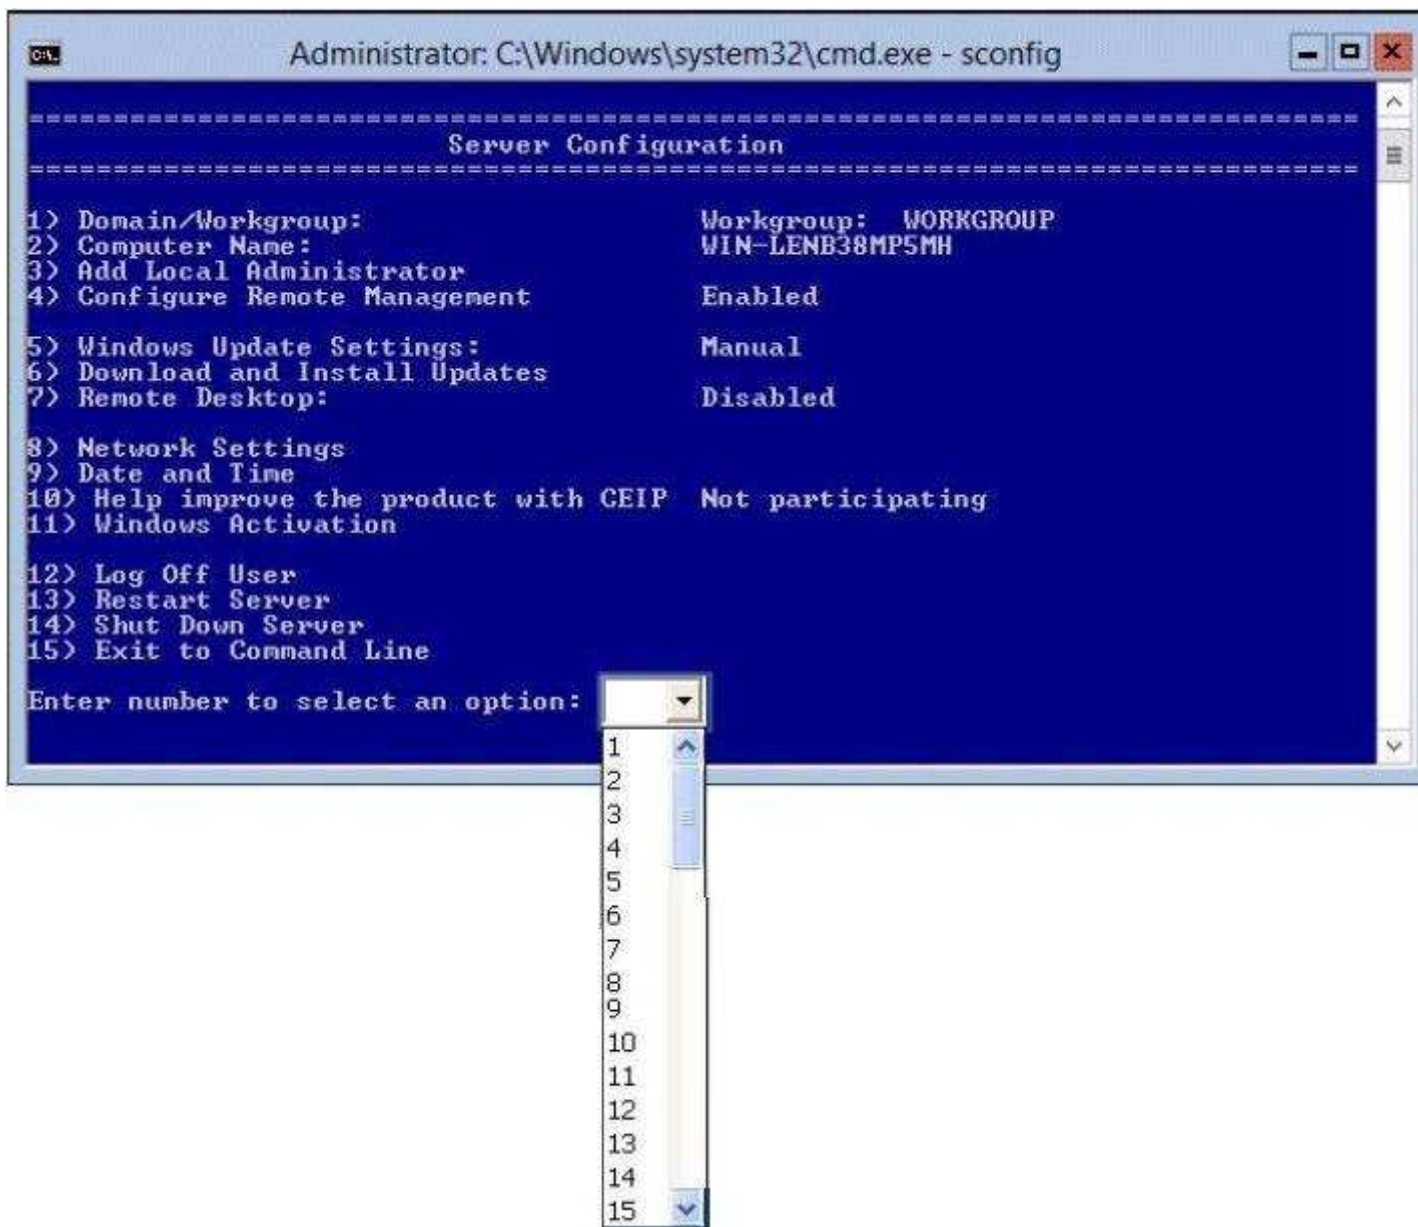 Administrator: C:\Windows\system32\cmd.exe - sconfig
===============================================================================
Server Configuration
===============================================================================
1) Domain/Workgroup: Workgroup: WORKGROUP
2) Computer Name: WIN-LENB38MP5MH
3) Add Local Administrator
4) Configure Remote Management Enabled
5) Windows Update Settings: Manual
6) Download and Install Updates
7) Remote Desktop: Disabled
8) Network Settings
9) Date and Time
10) Help improve the product with CEIP Not participating
11) Windows Activation
12) Log Off User
13) Restart Server
14) Shut Down Server
15) Exit to Command Line
Enter number to select an option:
1
2
3
4
5
6
7
8
9
10
11
12
13
14
15